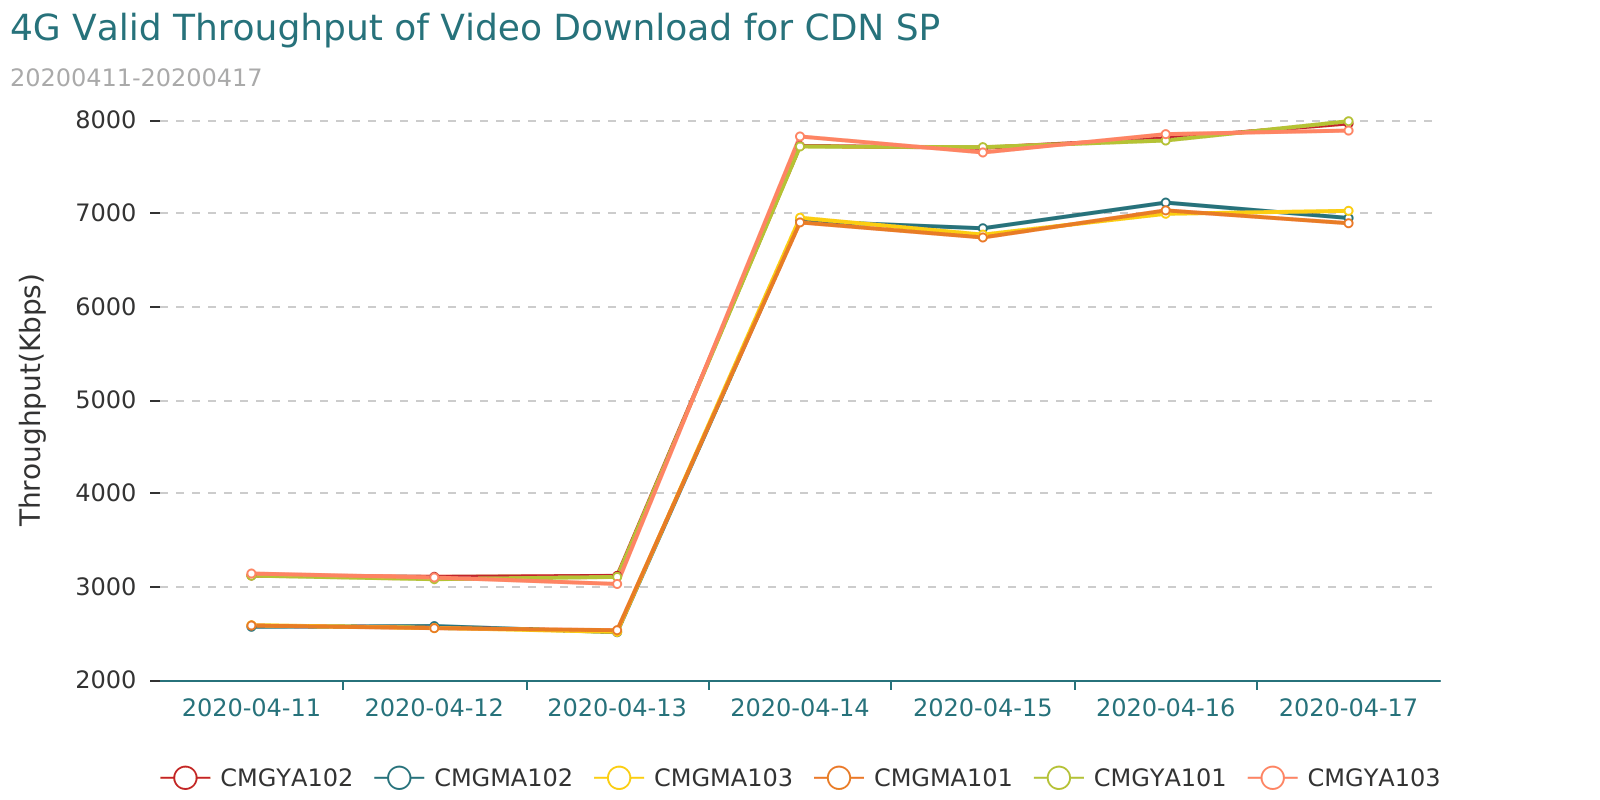 4G Valid Throughput of Video Download for CDN SP
20200411-20200417
Throughput(Kbps)
8000
7000
6000
5000
4000
3000
2000
2020-04-11 2020-04-12 2020-04-13 2020-04-14 2020-04-15 2020-04-16 2020-04-17
CMGYA102 CMGMA102 CMGMA103 CMGMA101 CMGYA101 CMGYA103